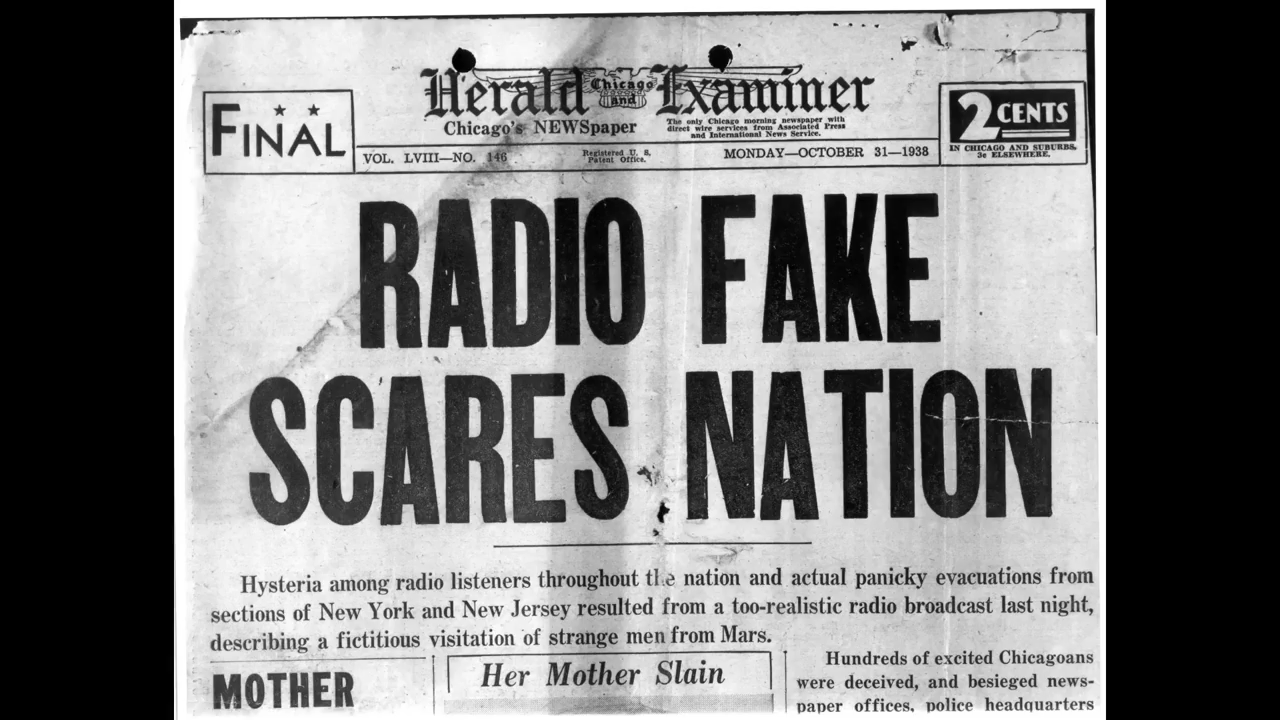 Herald Chicago and Examiner
FINAL
Chicago's NEWSpaper
The only Chicago morning newspaper with
direct wire services from Associated Press
and International News Service.
2 CENTS
IN CHICAGO AND SUBURBS.
3c ELSEWHERE.
VOL. LVIII—NO. 146
Registered U. S.
Patent Office.
MONDAY—OCTOBER 31—1938
RADIO FAKE
SCARES NATION
Hysteria among radio listeners throughout the nation and actual panicky evacuations from
sections of New York and New Jersey resulted from a too-realistic radio broadcast last night,
describing a fictitious visitation of strange men from Mars.
MOTHER
Her Mother Slain
Hundreds of excited Chicagoans
were deceived, and besieged news-
paper offices, police headquarters